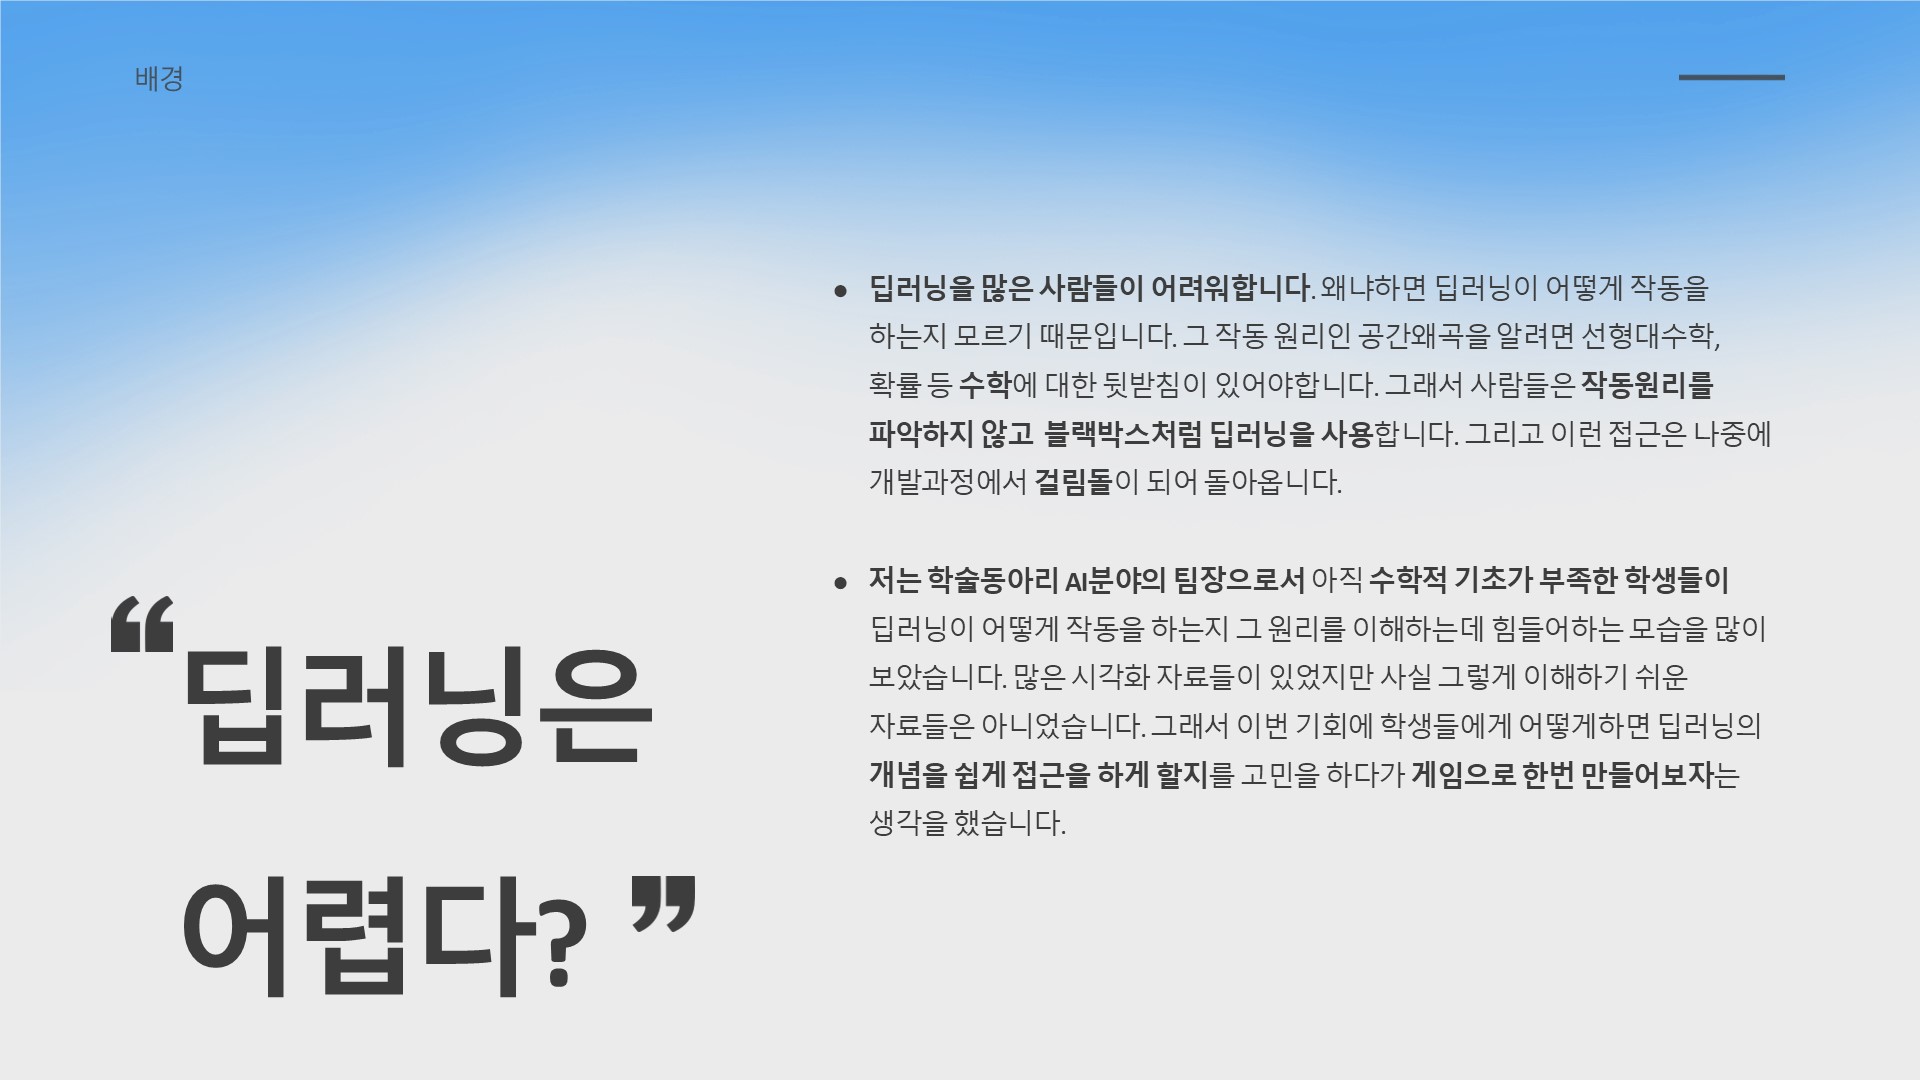 배경
“딥러닝은
어렵다? ”
● 딥러닝을 많은 사람들이 어려워합니다. 왜냐하면 딥러닝이 어떻게 작동을
하는지 모르기 때문입니다. 그 작동 원리인 공간왜곡을 알려면 선형대수학,
확률 등 수학에 대한 뒷받침이 있어야합니다. 그래서 사람들은 작동원리를
파악하지 않고 블랙박스처럼 딥러닝을 사용합니다. 그리고 이런 접근은 나중에
개발과정에서 걸림돌이 되어 돌아옵니다.
● 저는 학술동아리 AI분야의 팀장으로서 아직 수학적 기초가 부족한 학생들이
딥러닝이 어떻게 작동을 하는지 그 원리를 이해하는데 힘들어하는 모습을 많이
보았습니다. 많은 시각화 자료들이 있었지만 사실 그렇게 이해하기 쉬운
자료들은 아니었습니다. 그래서 이번 기회에 학생들에게 어떻게하면 딥러닝의
개념을 쉽게 접근을 하게 할지를 고민을 하다가 게임으로 한번 만들어보자는
생각을 했습니다.